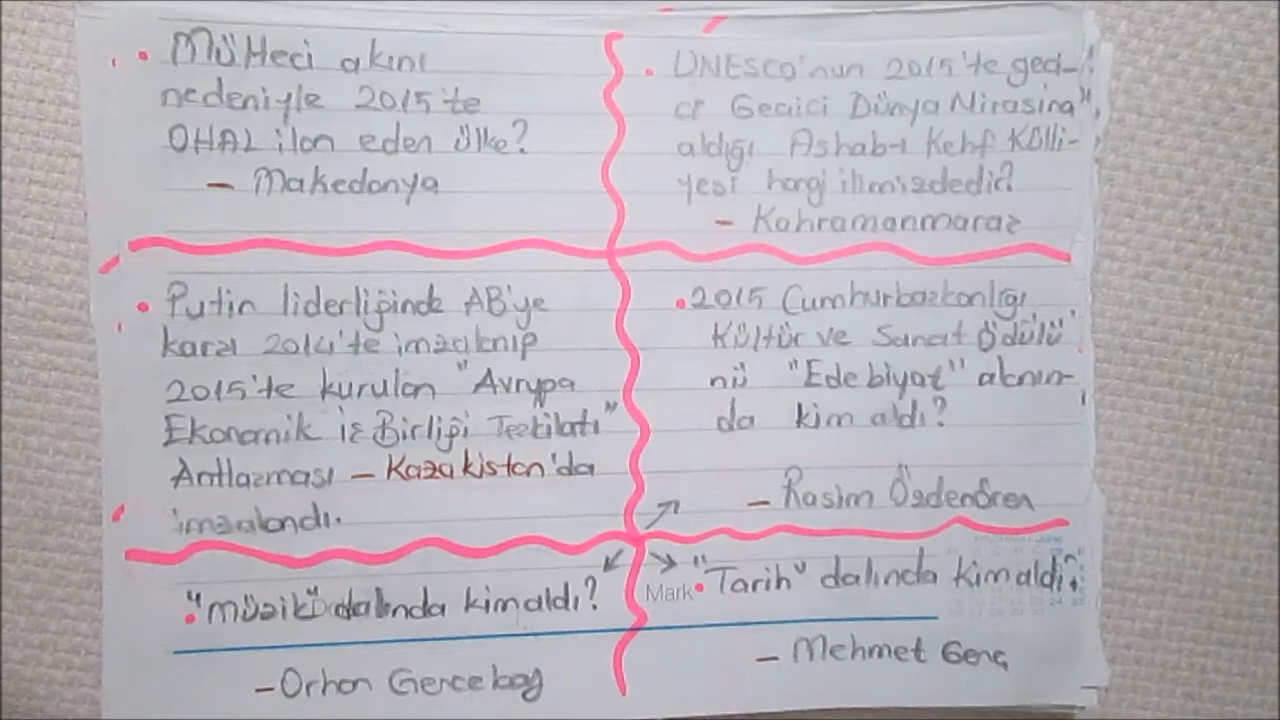 • Mülteci akını
nedeniyle 2015'te
OHAL ilan eden ülke?
– Makedonya
• UNESCO'nun 2015'te geçi-
ci Geçici Dünya Mirasına",
aldığı Ashab-ı Kehf Külli-
yesi hangi ilimizdedir?
– Kahramanmaraş
• Putin liderliğinde AB'ye
karşı 2014'te imzalanıp
2015'te kurulan "Avrupa
Ekonomik İş Birliği Teşkilatı"
Antlaşması – Kazakistan'da
imzalandı.
• 2015 Cumhurbaşkanlığı
Kültür ve Sanat Ödülü
nü "Edebiyat" alanın-
da kim aldı?
– Rasim Özdenören
• "müzik" dalında kim aldı?
– Orhan Gencebay
Mark • "Tarih" dalında kim aldı?
– Mehmet Genç